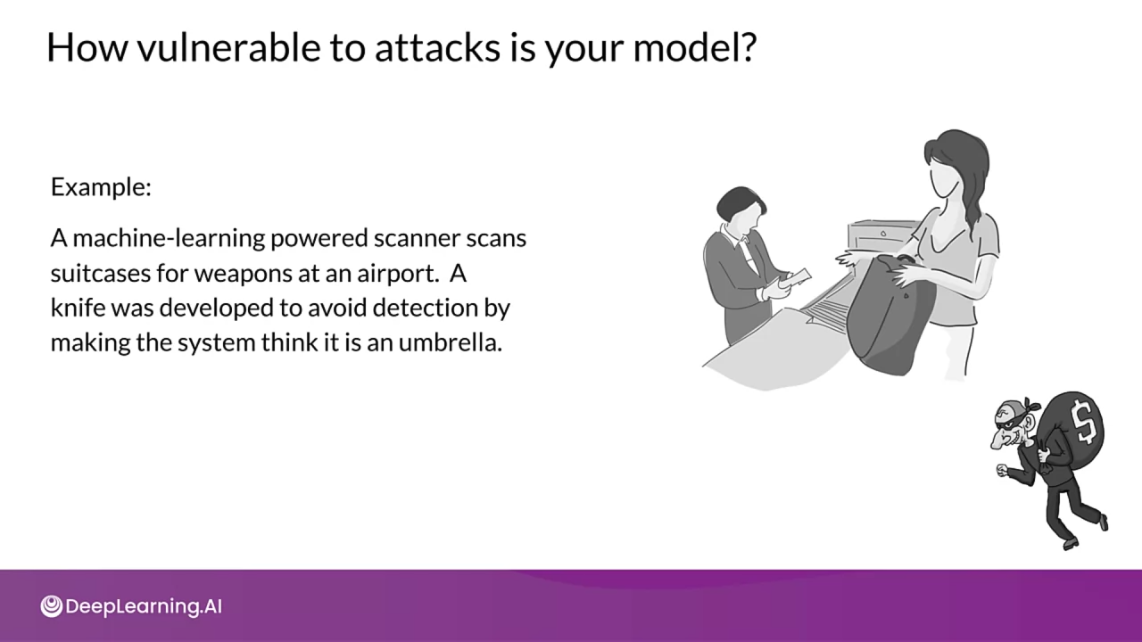 How vulnerable to attacks is your model?
Example:
A machine-learning powered scanner scans
suitcases for weapons at an airport.  A
knife was developed to avoid detection by
making the system think it is an umbrella.
$
DeepLearning.AI